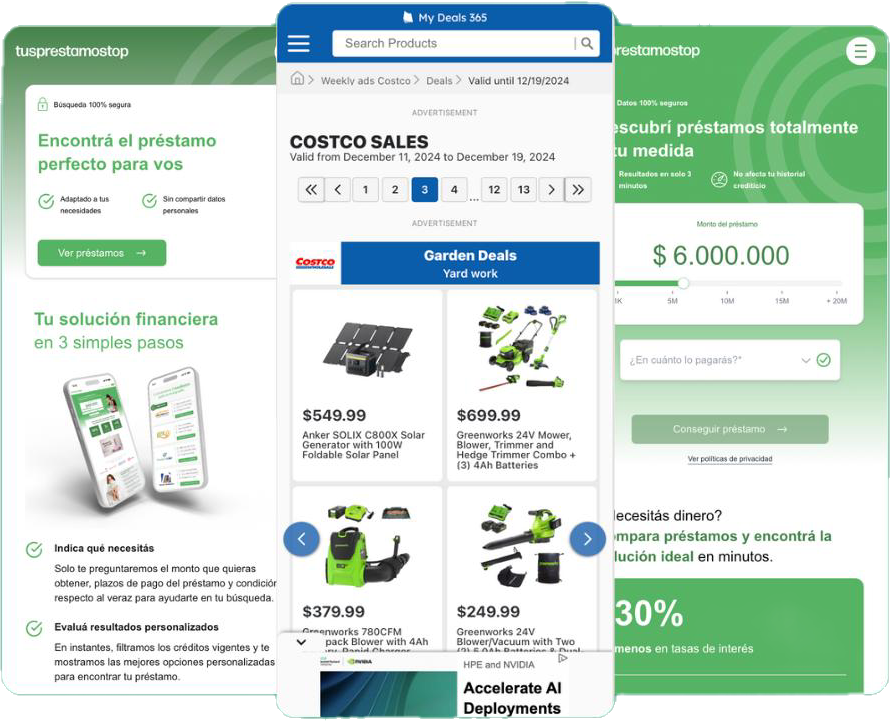 tusprestamostop
Búsqueda 100% segura
Encontrá el préstamo
perfecto para vos
Adaptado a tus
necesidades
Sin compartir datos
personales
Ver préstamos →
Tu solución financiera
en 3 simples pasos
Indica qué necesitás
Solo te preguntaremos el monto que quieras
obtener, plazos de pago del préstamo y condición
respecto al veraz para ayudarte en tu búsqueda.
Evaluá resultados personalizados
En instantes, filtramos los créditos vigentes y te
mostramos las mejores opciones personalizadas
para encontrar tu préstamo.
My Deals 365
Search Products
Weekly ads Costco > Deals > Valid until 12/19/2024
ADVERTISEMENT
COSTCO SALES
Valid from December 11, 2024 to December 19, 2024
« < 1 2 3 4 ... 12 13 > »
ADVERTISEMENT
COSTCO
WHOLESALE
Garden Deals
Yard work
$549.99
Anker SOLIX C800X Solar
Generator with 100W
Foldable Solar Panel
$699.99
Greenworks 24V Mower,
Blower, Trimmer and
Hedge Trimmer Combo +
(3) 4Ah Batteries
$379.99
Greenworks 780CFM
pack Blower with 4Ah
Rapid Charger
$249.99
Greenworks 24V
Blower/Vacuum with Two
(2) 5.0Ah Batteries & Dual
NVIDIA
HPE and NVIDIA
Accelerate AI
Deployments
restamostop
Datos 100% seguros
escubrí préstamos totalmente
tu medida
Resultados en solo 3
minutos
No afecta tu historial
crediticio
Monto del préstamo
$ 6.000.000
1K 5M 10M 15M + 20M
¿En cuánto lo pagarás?*
Conseguir préstamo →
Ver políticas de privacidad
ecesitás dinero?
mpara préstamos y encontrá la
lución ideal en minutos.
30%
menos en tasas de interés